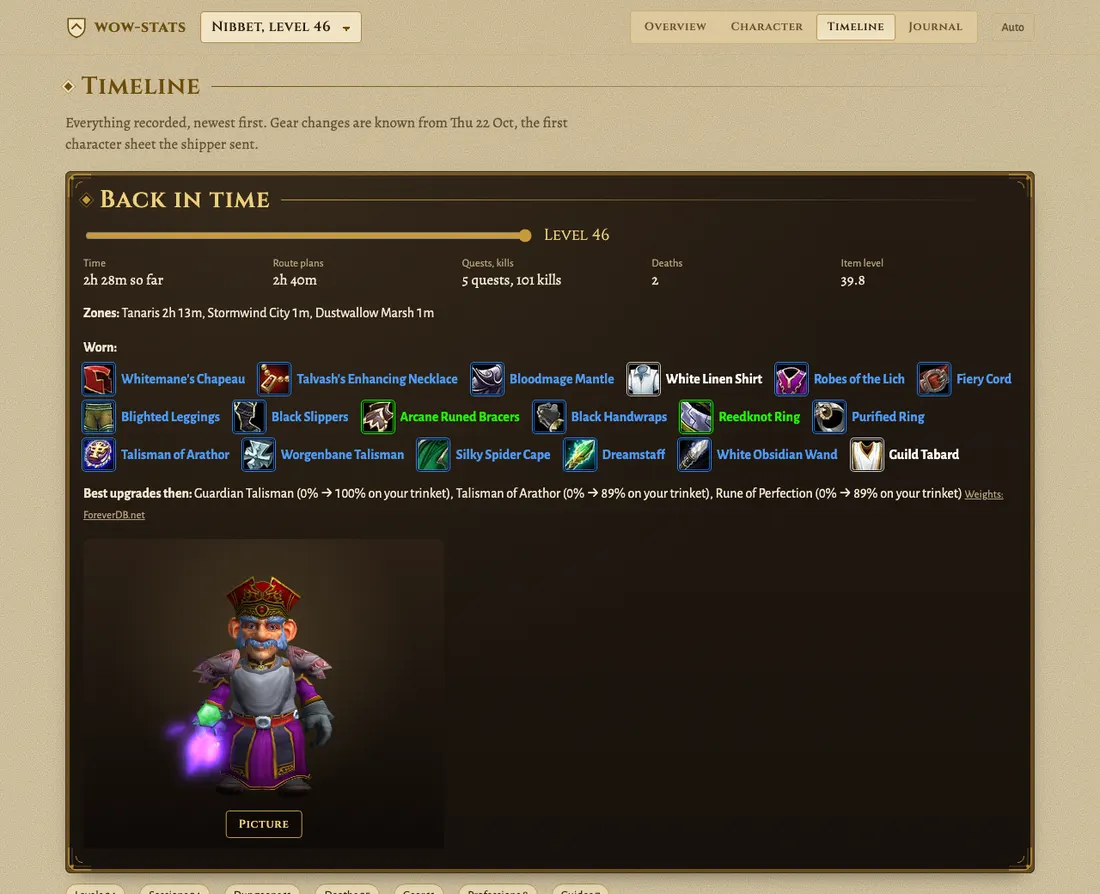 WOW-STATS
NIBBET, LEVEL 46
OVERVIEW
CHARACTER
TIMELINE
JOURNAL
Auto
TIMELINE
Everything recorded, newest first. Gear changes are known from Thu 22 Oct, the first
character sheet the shipper sent.
BACK IN TIME
LEVEL 46
Time
Route plans
Quests, kills
Deaths
Item level
2h 28m so far
2h 40m
5 quests, 101 kills
2
39.8
Zones: Tanaris 2h 13m, Stormwind City 1m, Dustwallow Marsh 1m
Worn:
Whitemane's Chapeau
Talvash's Enhancing Necklace
Bloodmage Mantle
White Linen Shirt
Robes of the Lich
Fiery Cord
Blighted Leggings
Black Slippers
Arcane Runed Bracers
Black Handwraps
Reedknot Ring
Purified Ring
Talisman of Arathor
Worgenbane Talisman
Silky Spider Cape
Dreamstaff
White Obsidian Wand
Guild Tabard
Best upgrades then: Guardian Talisman (0% → 100% on your trinket), Talisman of Arathor (0% → 89% on your trinket), Rune of Perfection (0% → 89% on your trinket) Weights:
ForeverDB.net
PICTURE